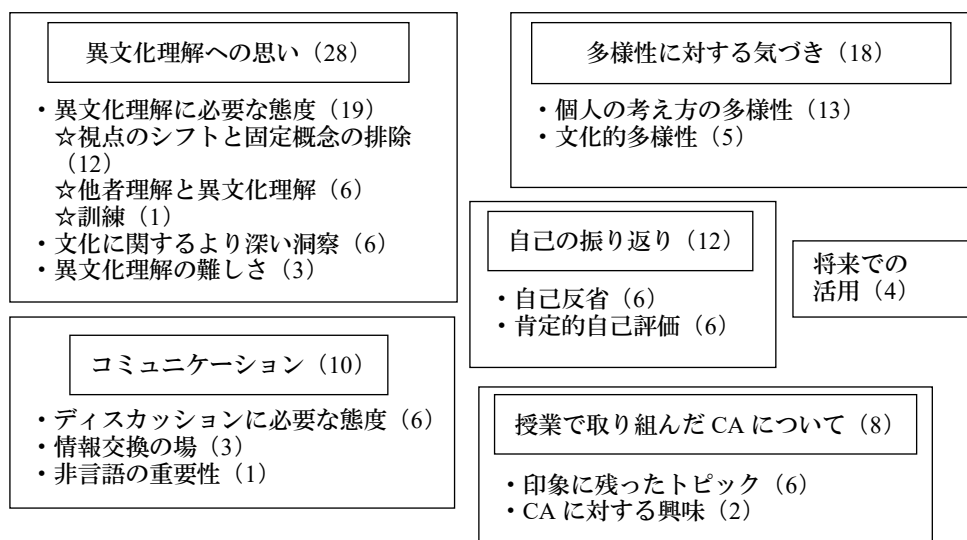 異文化理解への思い（28）
・異文化理解に必要な態度（19）
☆視点のシフトと固定概念の排除
（12）
☆他者理解と異文化理解（6）
☆訓練（1）
・文化に関するより深い洞察（6）
・異文化理解の難しさ（3）
多様性に対する気づき（18）
・個人の考え方の多様性（13）
・文化的多様性（5）
自己の振り返り（12）
・自己反省（6）
・肯定的自己評価（6）
将来での
活用（4）
コミュニケーション（10）
・ディスカッションに必要な態度（6）
・情報交換の場（3）
・非言語の重要性（1）
授業で取り組んだ CA について（8）
・印象に残ったトピック（6）
・CA に対する興味（2）